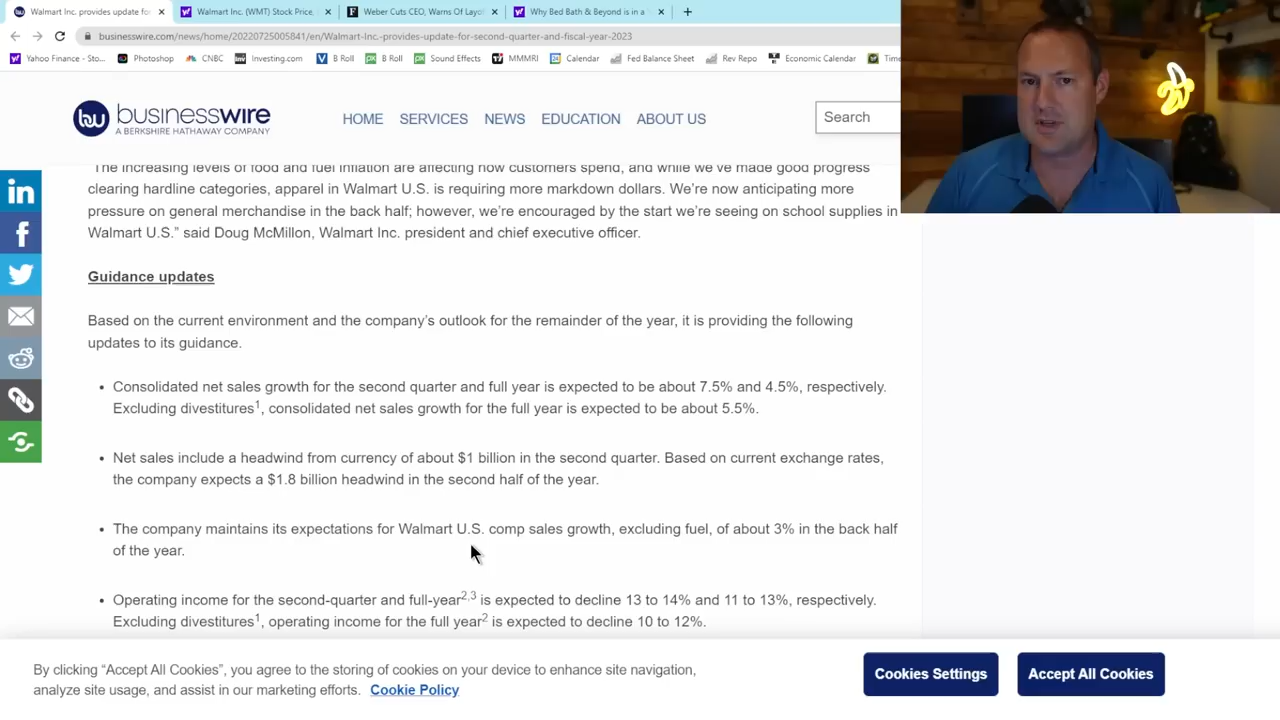 Walmart Inc. provides update for
Walmart Inc. (WMT) Stock Price,
Weber Cuts CEO, Warns Of Layof
Why Bed Bath & Beyond is in a
businesswire.com/news/home/20220725005841/en/Walmart-Inc.-provides-update-for-second-quarter-and-fiscal-year-2023
Yahoo Finance - Sto... Photoshop CNBC Investing.com B Roll B Roll Sound Effects MMMRI Calendar Fed Balance Sheet Rev Repo Economic Calendar Time
businesswire
A BERKSHIRE HATHAWAY COMPANY
HOME SERVICES NEWS EDUCATION ABOUT US
Search
"The increasing levels of food and fuel inflation are affecting how customers spend, and while we've made good progress
clearing hardline categories, apparel in Walmart U.S. is requiring more markdown dollars. We're now anticipating more
pressure on general merchandise in the back half; however, we're encouraged by the start we're seeing on school supplies in
Walmart U.S." said Doug McMillon, Walmart Inc. president and chief executive officer.
Guidance updates
Based on the current environment and the company's outlook for the remainder of the year, it is providing the following
updates to its guidance.
• Consolidated net sales growth for the second quarter and full year is expected to be about 7.5% and 4.5%, respectively.
Excluding divestitures1, consolidated net sales growth for the full year is expected to be about 5.5%.
• Net sales include a headwind from currency of about $1 billion in the second quarter. Based on current exchange rates,
the company expects a $1.8 billion headwind in the second half of the year.
• The company maintains its expectations for Walmart U.S. comp sales growth, excluding fuel, of about 3% in the back half
of the year.
• Operating income for the second-quarter and full-year2,3 is expected to decline 13 to 14% and 11 to 13%, respectively.
Excluding divestitures1, operating income for the full year2 is expected to decline 10 to 12%.
By clicking “Accept All Cookies”, you agree to the storing of cookies on your device to enhance site navigation,
analyze site usage, and assist in our marketing efforts. Cookie Policy
Cookies Settings
Accept All Cookies